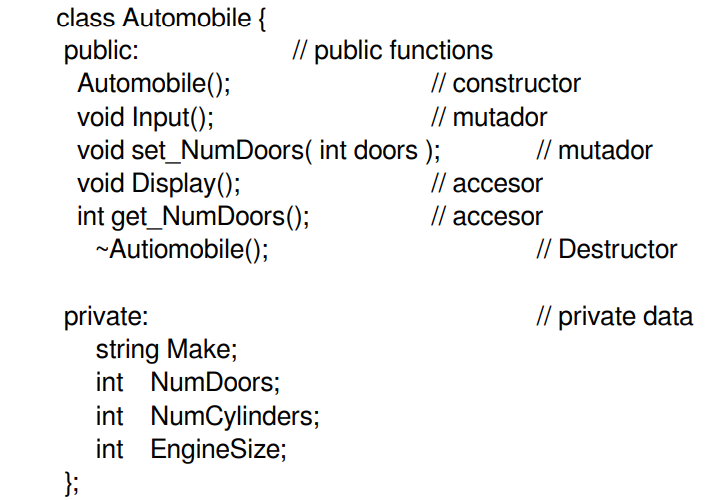 class Automobile {
public: // public functions
Automobile(); // constructor
void Input(); // mutador
void set_NumDoors( int doors ); // mutador
void Display(); // accesor
int get_NumDoors(); // accesor
~Autiomobile(); // Destructor
private: // private data
string Make;
int NumDoors;
int NumCylinders;
int EngineSize;
};